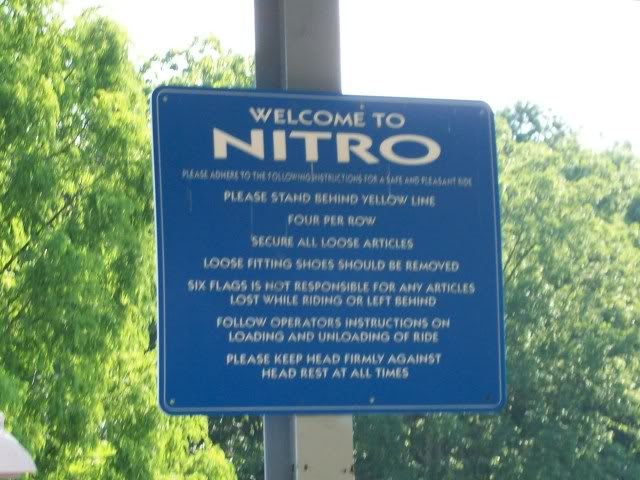 WELCOME TO
NITRO
PLEASE ADHERE TO THE FOLLOWING INSTRUCTIONS FOR A SAFE AND PLEASANT RIDE
PLEASE STAND BEHIND YELLOW LINE
FOUR PER ROW
SECURE ALL LOOSE ARTICLES
LOOSE FITTING SHOES SHOULD BE REMOVED
SIX FLAGS IS NOT RESPONSIBLE FOR ANY ARTICLES
LOST WHILE RIDING OR LEFT BEHIND
FOLLOW OPERATORS INSTRUCTIONS ON
LOADING AND UNLOADING OF RIDE
PLEASE KEEP HEAD FIRMLY AGAINST
HEAD REST AT ALL TIMES